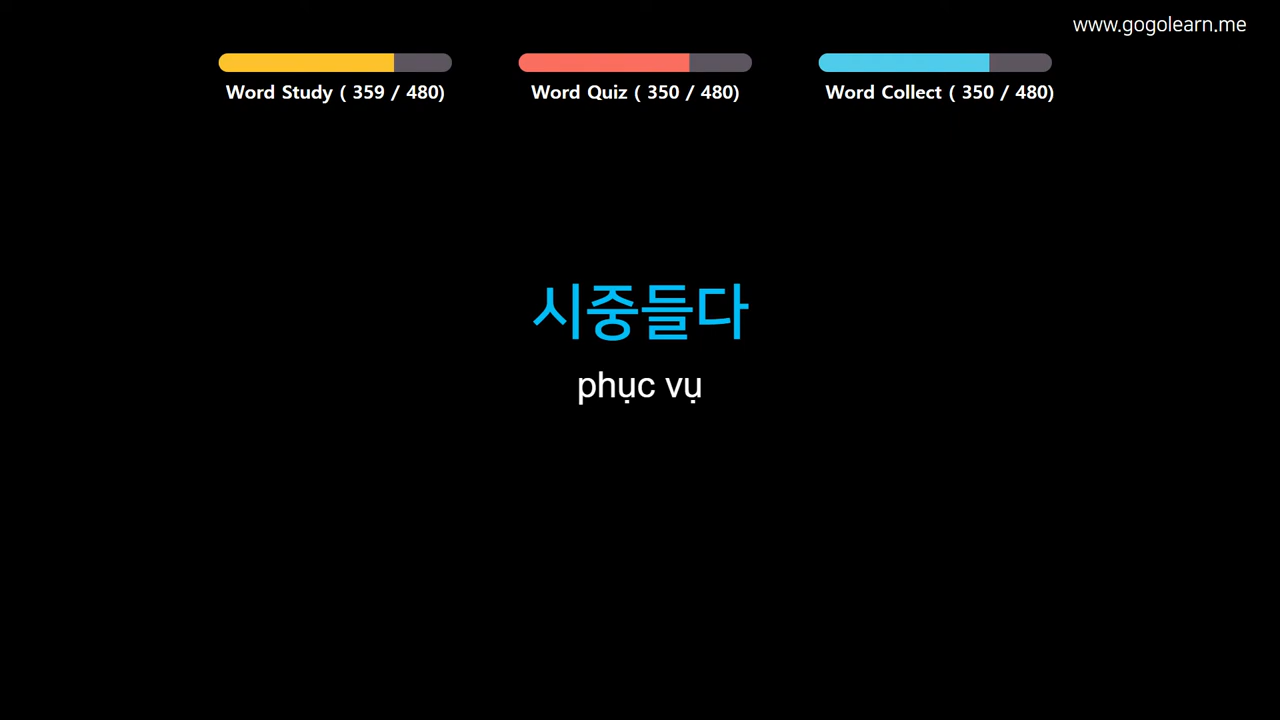 www.gogolearn.me
Word Study ( 359 / 480)
Word Quiz ( 350 / 480)
Word Collect ( 350 / 480)
시중들다
phục vụ